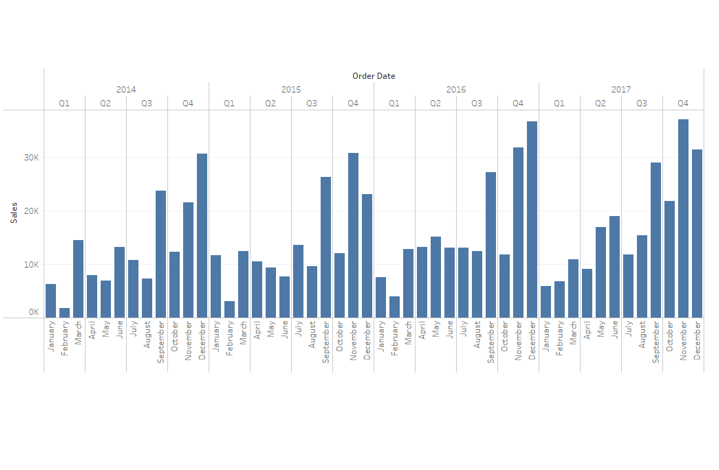 Order Date
2014 2015 2016 2017
Q1 Q2 Q3 Q4 Q1 Q2 Q3 Q4 Q1 Q2 Q3 Q4 Q1 Q2 Q3 Q4
Sales
30K
20K
10K
0K
January February March April May June July August September October November December January February March April May June July August September October November December January February March April May June July August September October November December January February March April May June July August September October November December